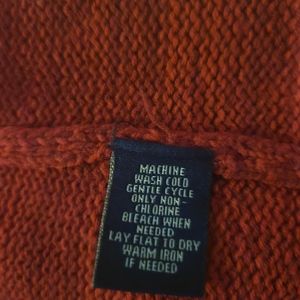 MACHINE
WASH COLD
GENTLE CYCLE
ONLY NON-
CHLORINE
BLEACH WHEN
NEEDED
LAY FLAT TO DRY
WARM IRON
IF NEEDED